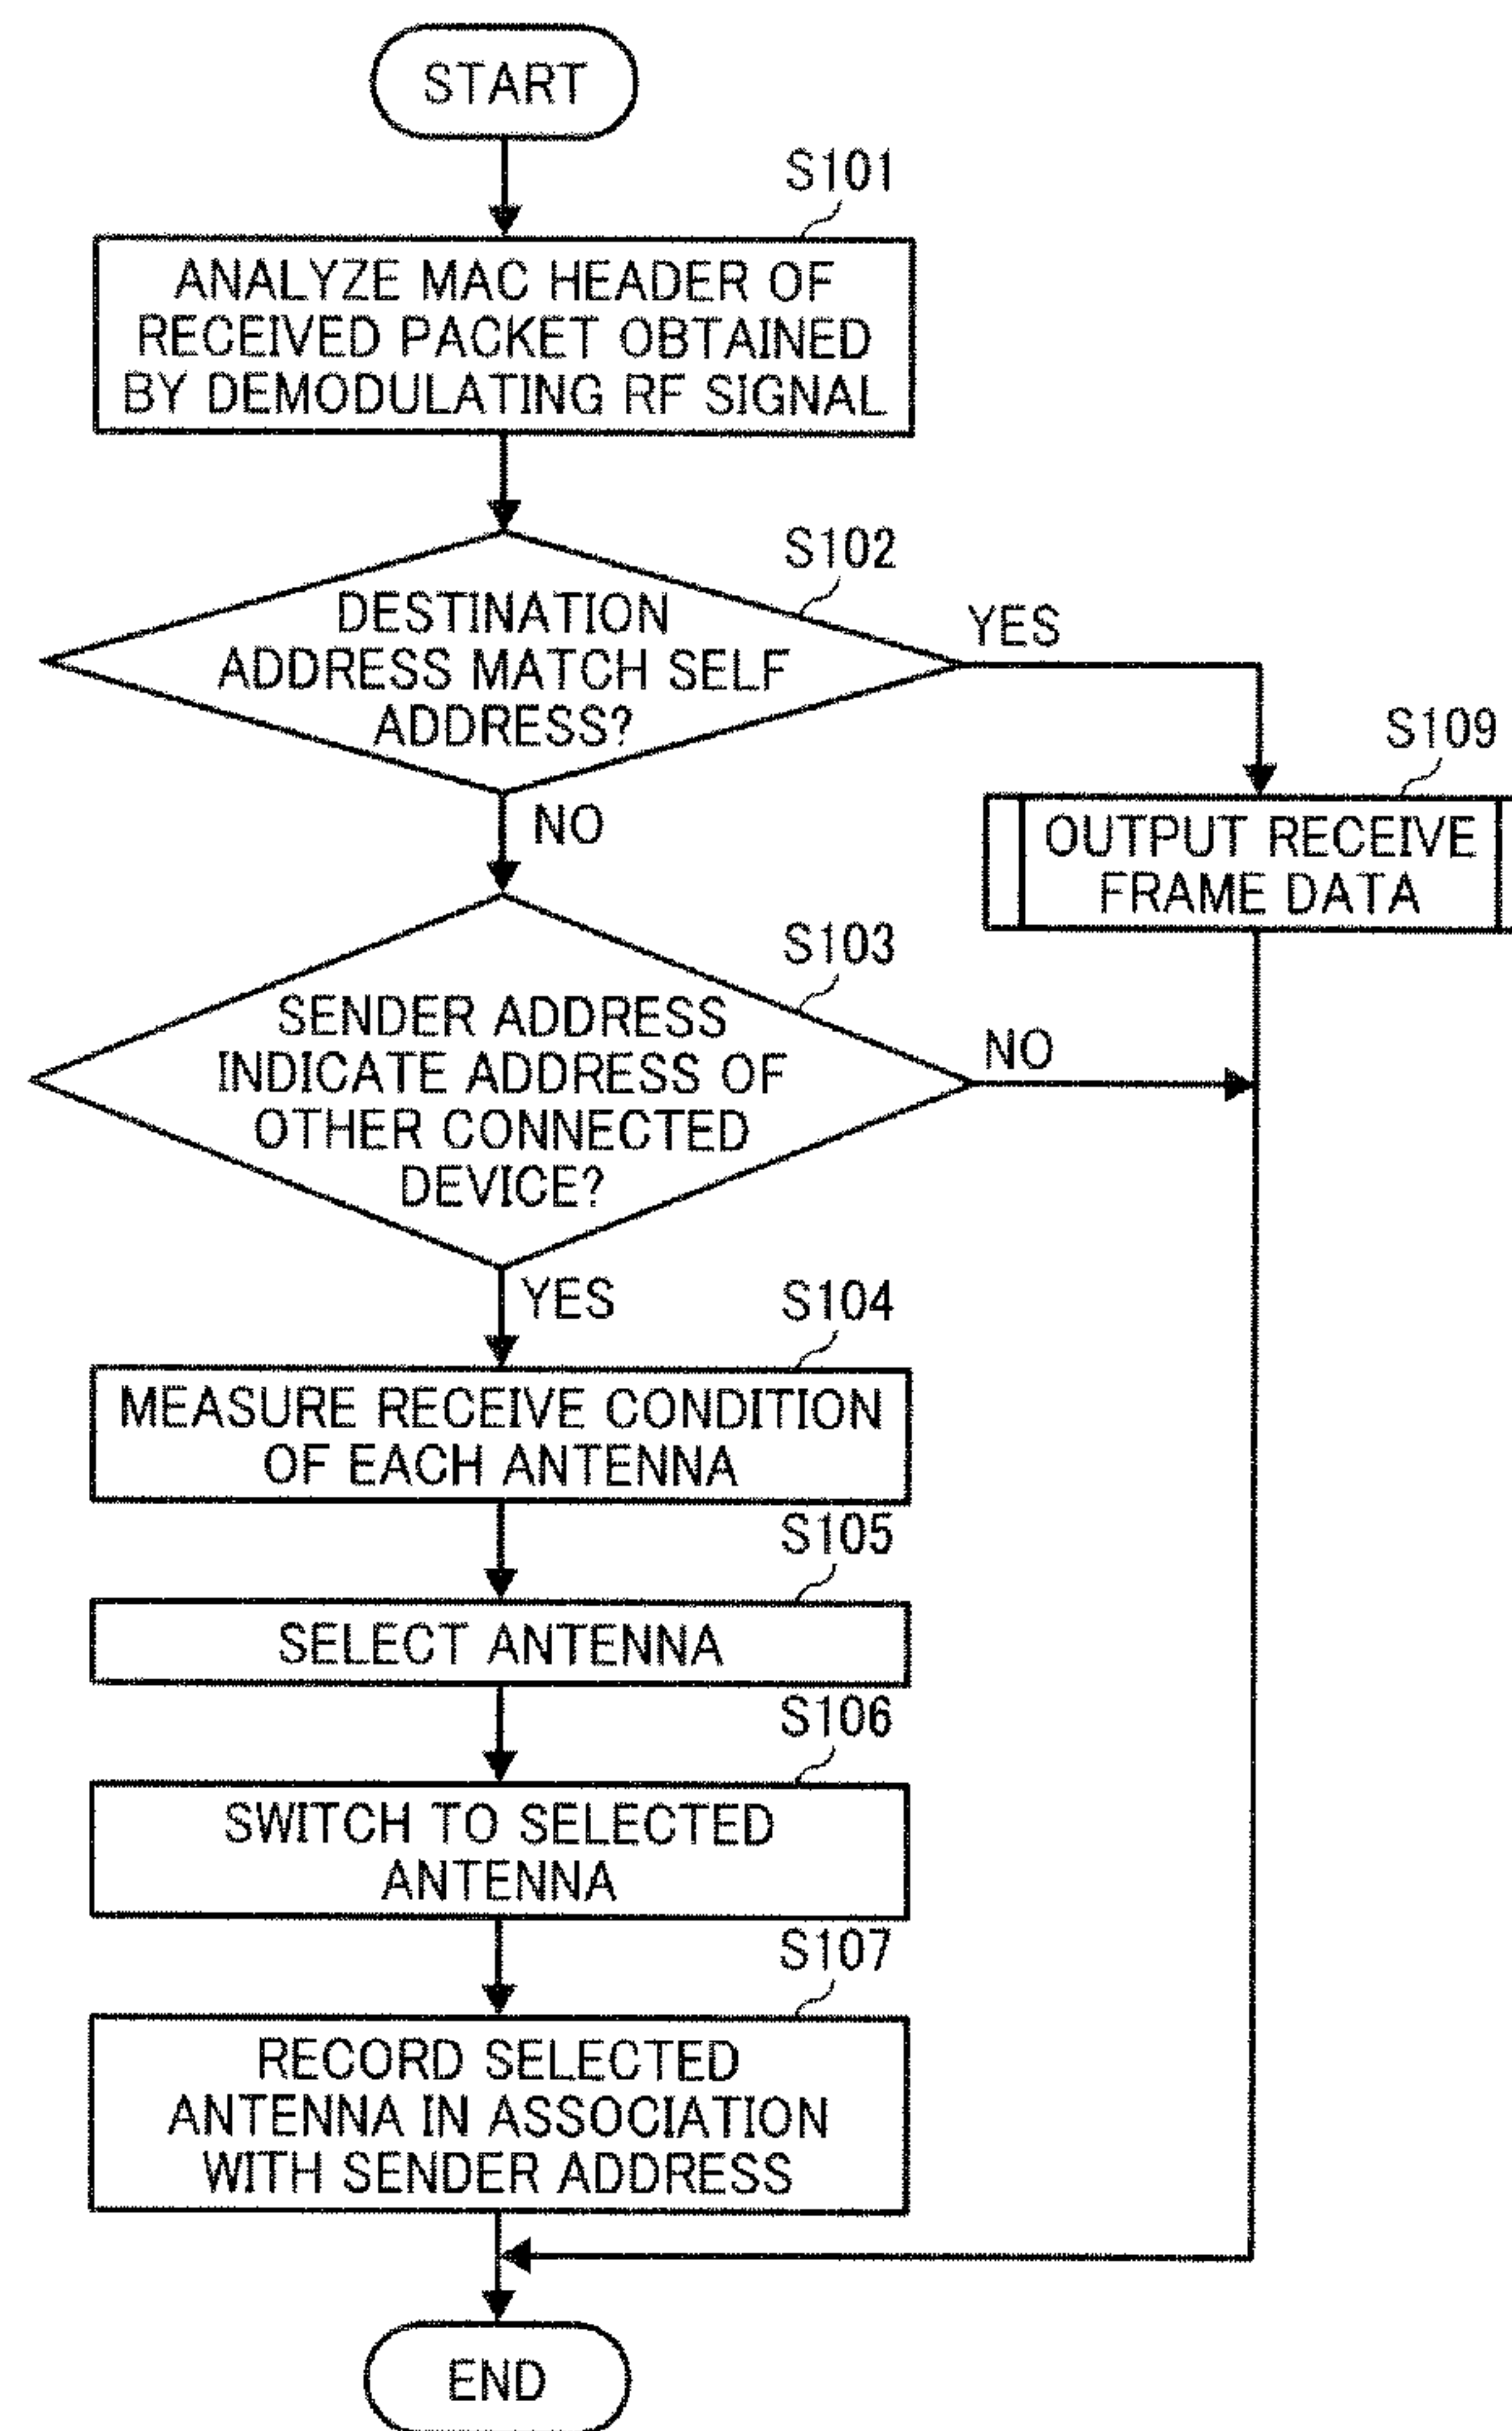 START
S101
ANALYZE MAC HEADER OF
RECEIVED PACKET OBTAINED
BY DEMODULATING RF SIGNAL
S102
DESTINATION
ADDRESS MATCH SELF
ADDRESS?
YES
NO
S109
OUTPUT RECEIVE
FRAME DATA
S103
SENDER ADDRESS
INDICATE ADDRESS OF
OTHER CONNECTED
DEVICE?
NO
YES
S104
MEASURE RECEIVE CONDITION
OF EACH ANTENNA
S105
SELECT ANTENNA
S106
SWITCH TO SELECTED
ANTENNA
S107
RECORD SELECTED
ANTENNA IN ASSOCIATION
WITH SENDER ADDRESS
END